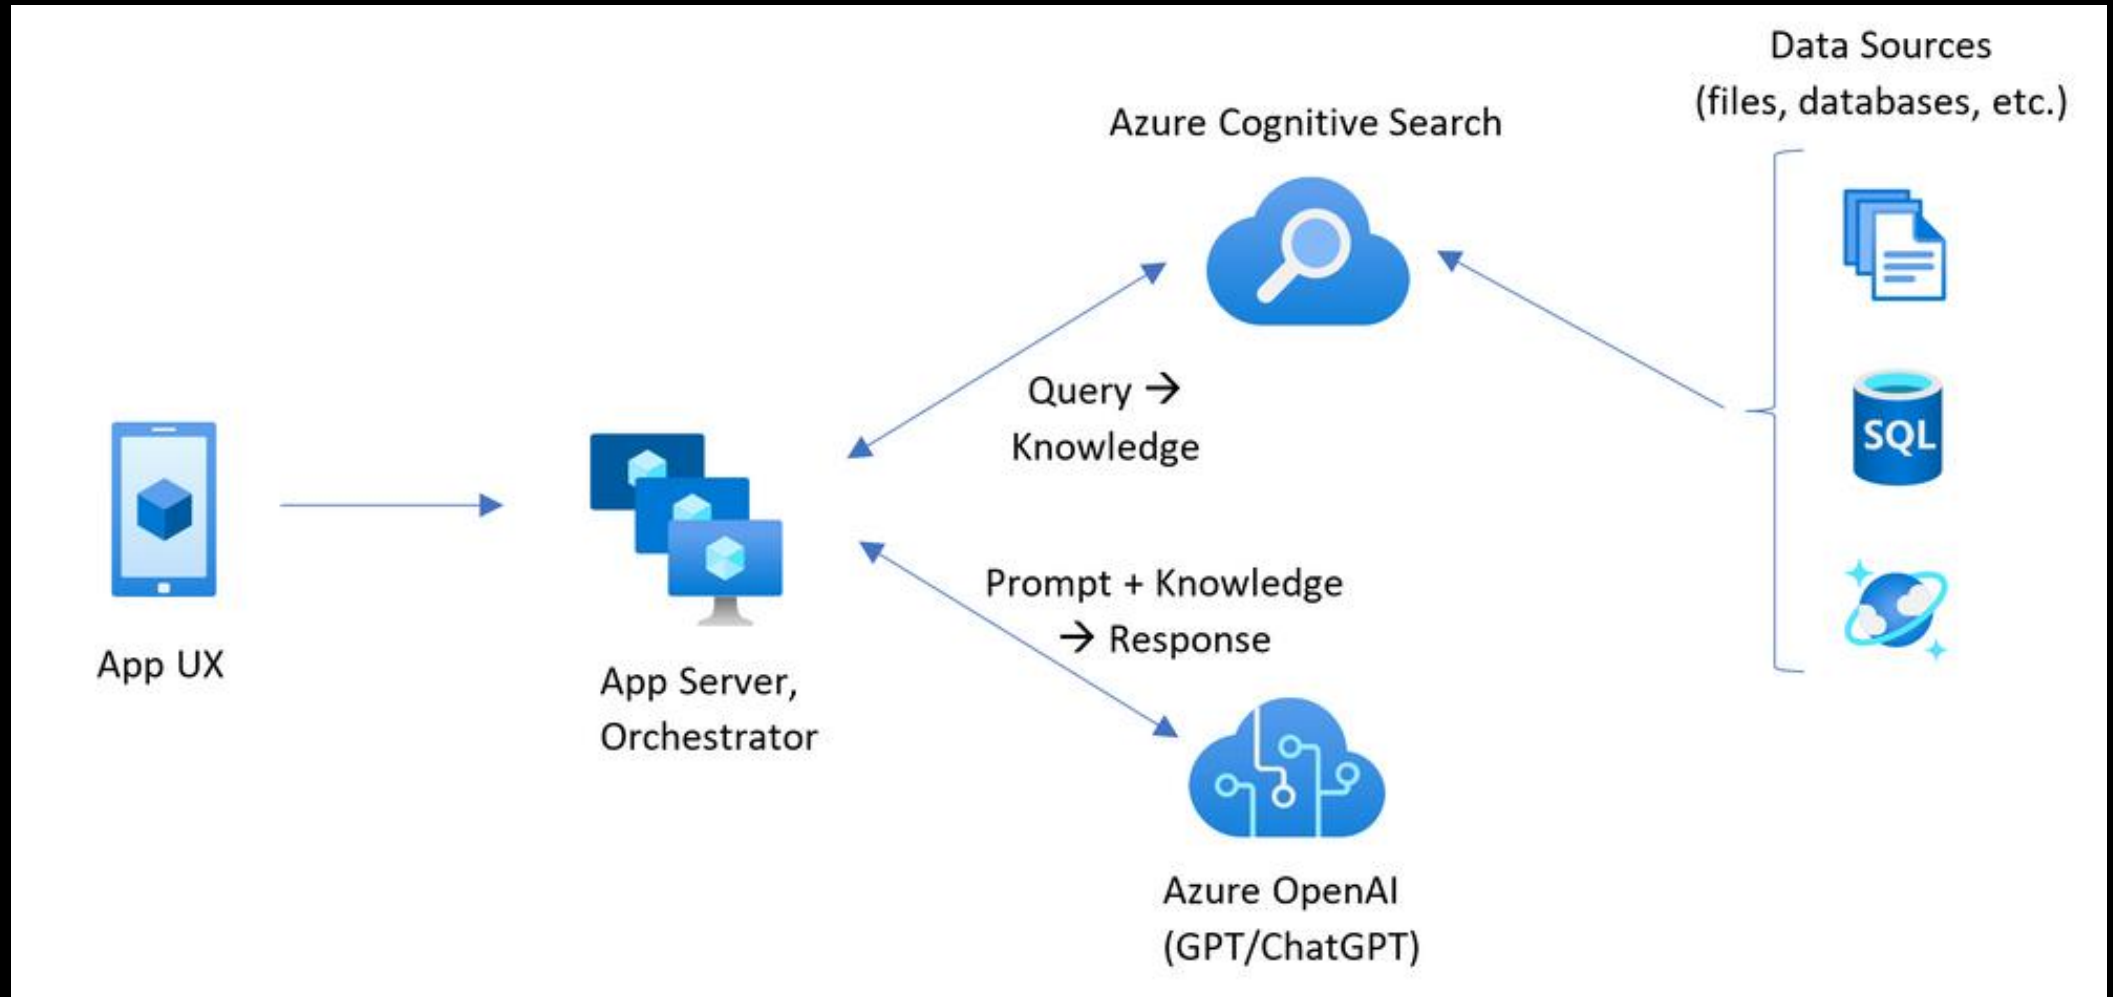 Data Sources
(files, databases, etc.)
Azure Cognitive Search
Query →
Knowledge
SQL
Prompt + Knowledge
→ Response
App UX
App Server,
Orchestrator
Azure OpenAI
(GPT/ChatGPT)